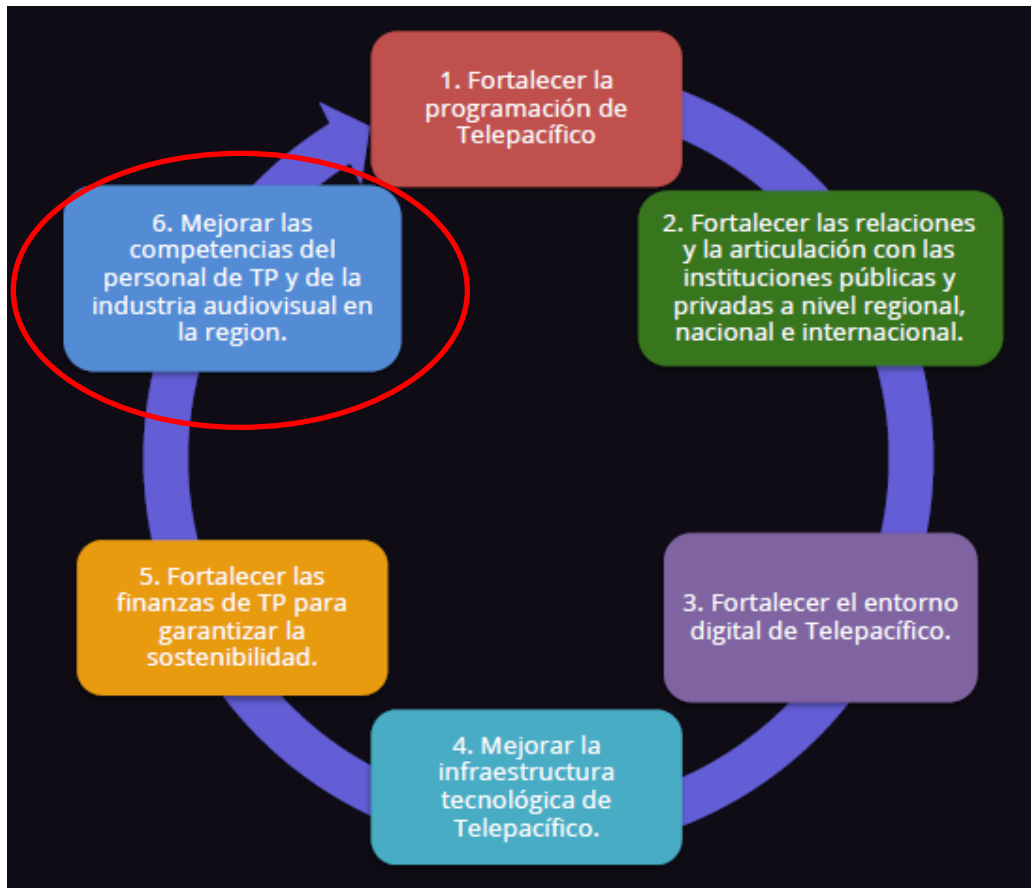 1. Fortalecer la
programación de
Telepacífico
2. Fortalecer las relaciones
y la articulación con las
instituciones públicas y
privadas a nivel regional,
nacional e internacional.
3. Fortalecer el entorno
digital de Telepacífico.
4. Mejorar la
infraestructura
tecnológica de
Telepacífico.
5. Fortalecer las
finanzas de TP para
garantizar la
sostenibilidad.
6. Mejorar las
competencias del
personal de TP y de la
industria audiovisual en
la region.